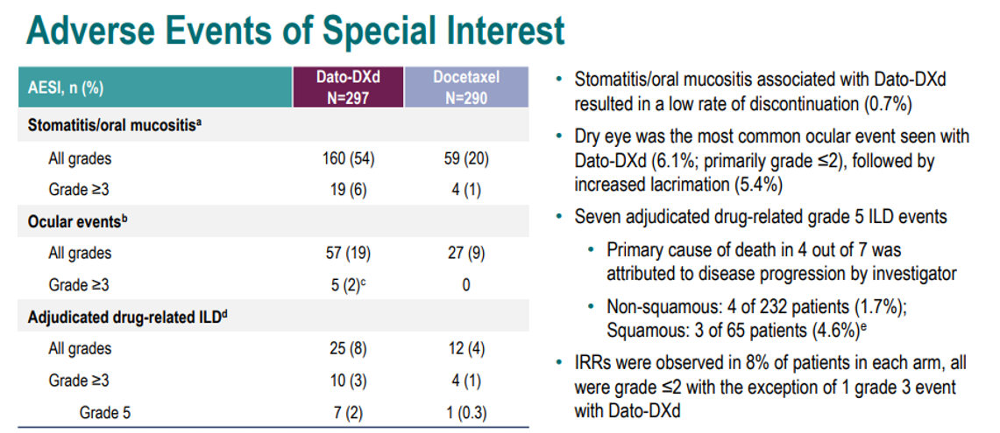 Adverse Events of Special Interest
AESI, n (%)
Dato-DXd
N=297
Docetaxel
N=290
Stomatitis/oral mucositisᵃ
All grades 160 (54) 59 (20)
Grade ≥3 19 (6) 4 (1)
Ocular eventsᵇ
All grades 57 (19) 27 (9)
Grade ≥3 5 (2)ᶜ 0
Adjudicated drug-related ILDᵈ
All grades 25 (8) 12 (4)
Grade ≥3 10 (3) 4 (1)
Grade 5 7 (2) 1 (0.3)
• Stomatitis/oral mucositis associated with Dato-DXd
resulted in a low rate of discontinuation (0.7%)
• Dry eye was the most common ocular event seen with
Dato-DXd (6.1%; primarily grade ≤2), followed by
increased lacrimation (5.4%)
• Seven adjudicated drug-related grade 5 ILD events
• Primary cause of death in 4 out of 7 was
attributed to disease progression by investigator
• Non-squamous: 4 of 232 patients (1.7%);
Squamous: 3 of 65 patients (4.6%)ᵉ
• IRRs were observed in 8% of patients in each arm, all
were grade ≤2 with the exception of 1 grade 3 event
with Dato-DXd